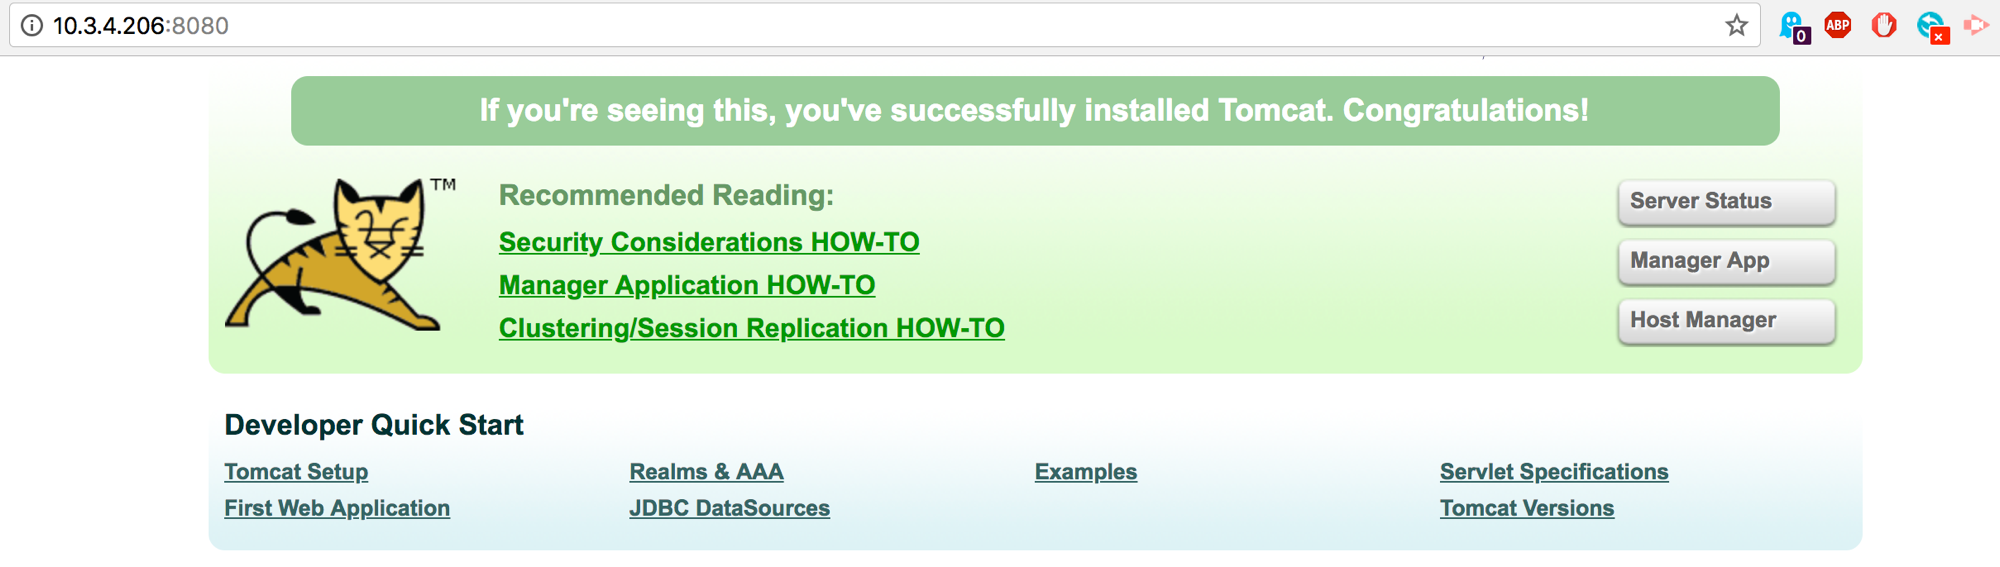 10.3.4.206:8080
0
ABP
x
If you're seeing this, you've successfully installed Tomcat. Congratulations!
TM
Recommended Reading:
Security Considerations HOW-TO
Manager Application HOW-TO
Clustering/Session Replication HOW-TO
Server Status
Manager App
Host Manager
Developer Quick Start
Tomcat Setup
Realms & AAA
Examples
Servlet Specifications
First Web Application
JDBC DataSources
Tomcat Versions